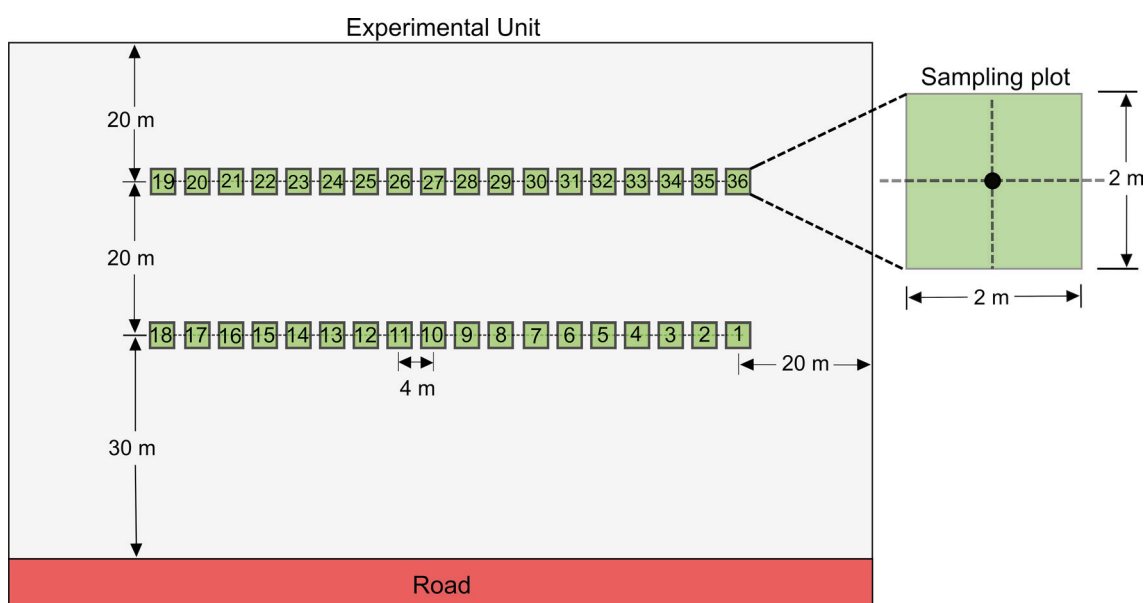 Experimental Unit
Sampling plot
20 m
19 20 21 22 23 24 25 26 27 28 29 30 31 32 33 34 35 36
2 m
20 m
2 m
18 17 16 15 14 13 12 11 10 9 8 7 6 5 4 3 2 1
20 m
4 m
30 m
Road